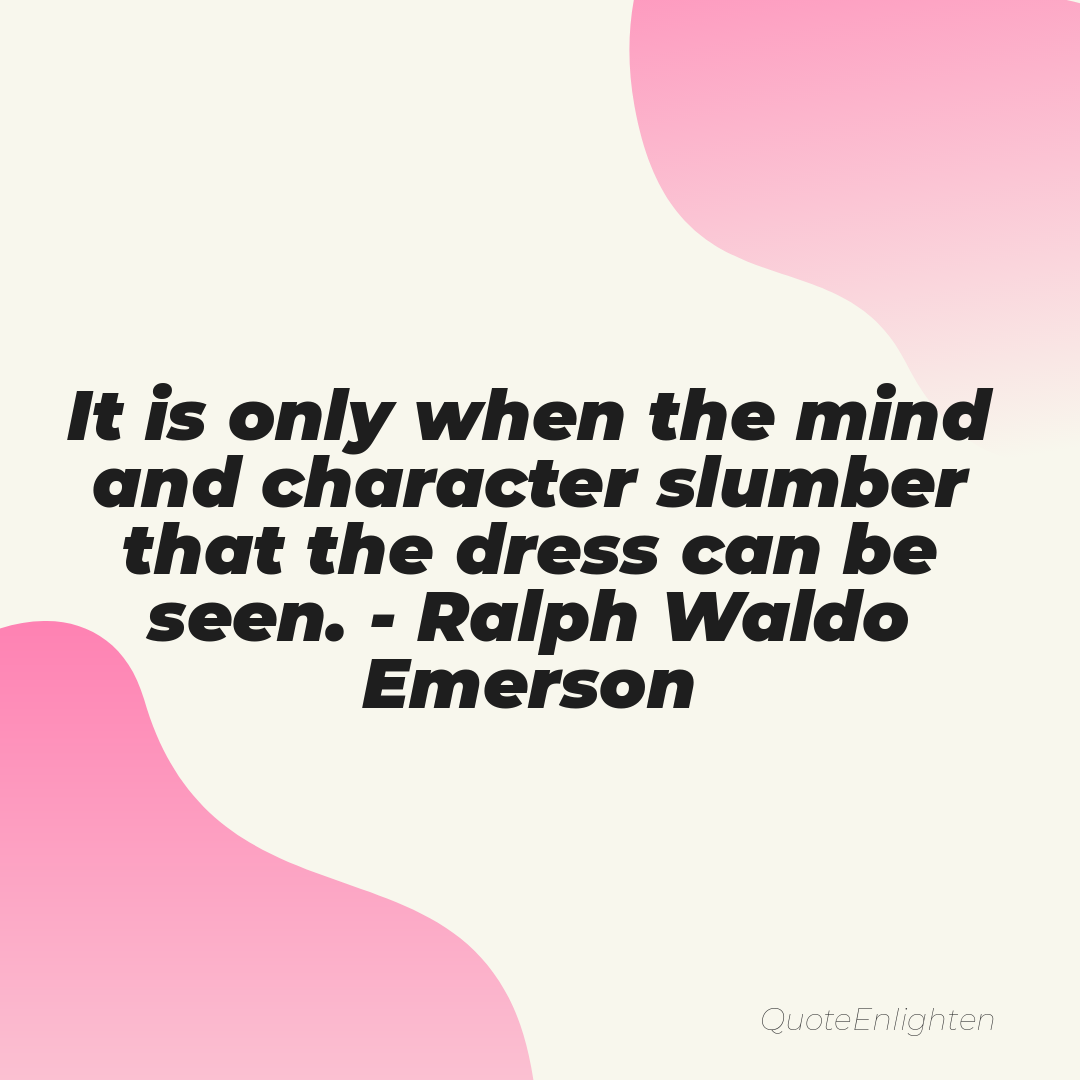 It is only when the mind
and character slumber
that the dress can be
seen. - Ralph Waldo
Emerson
QuoteEnlighten